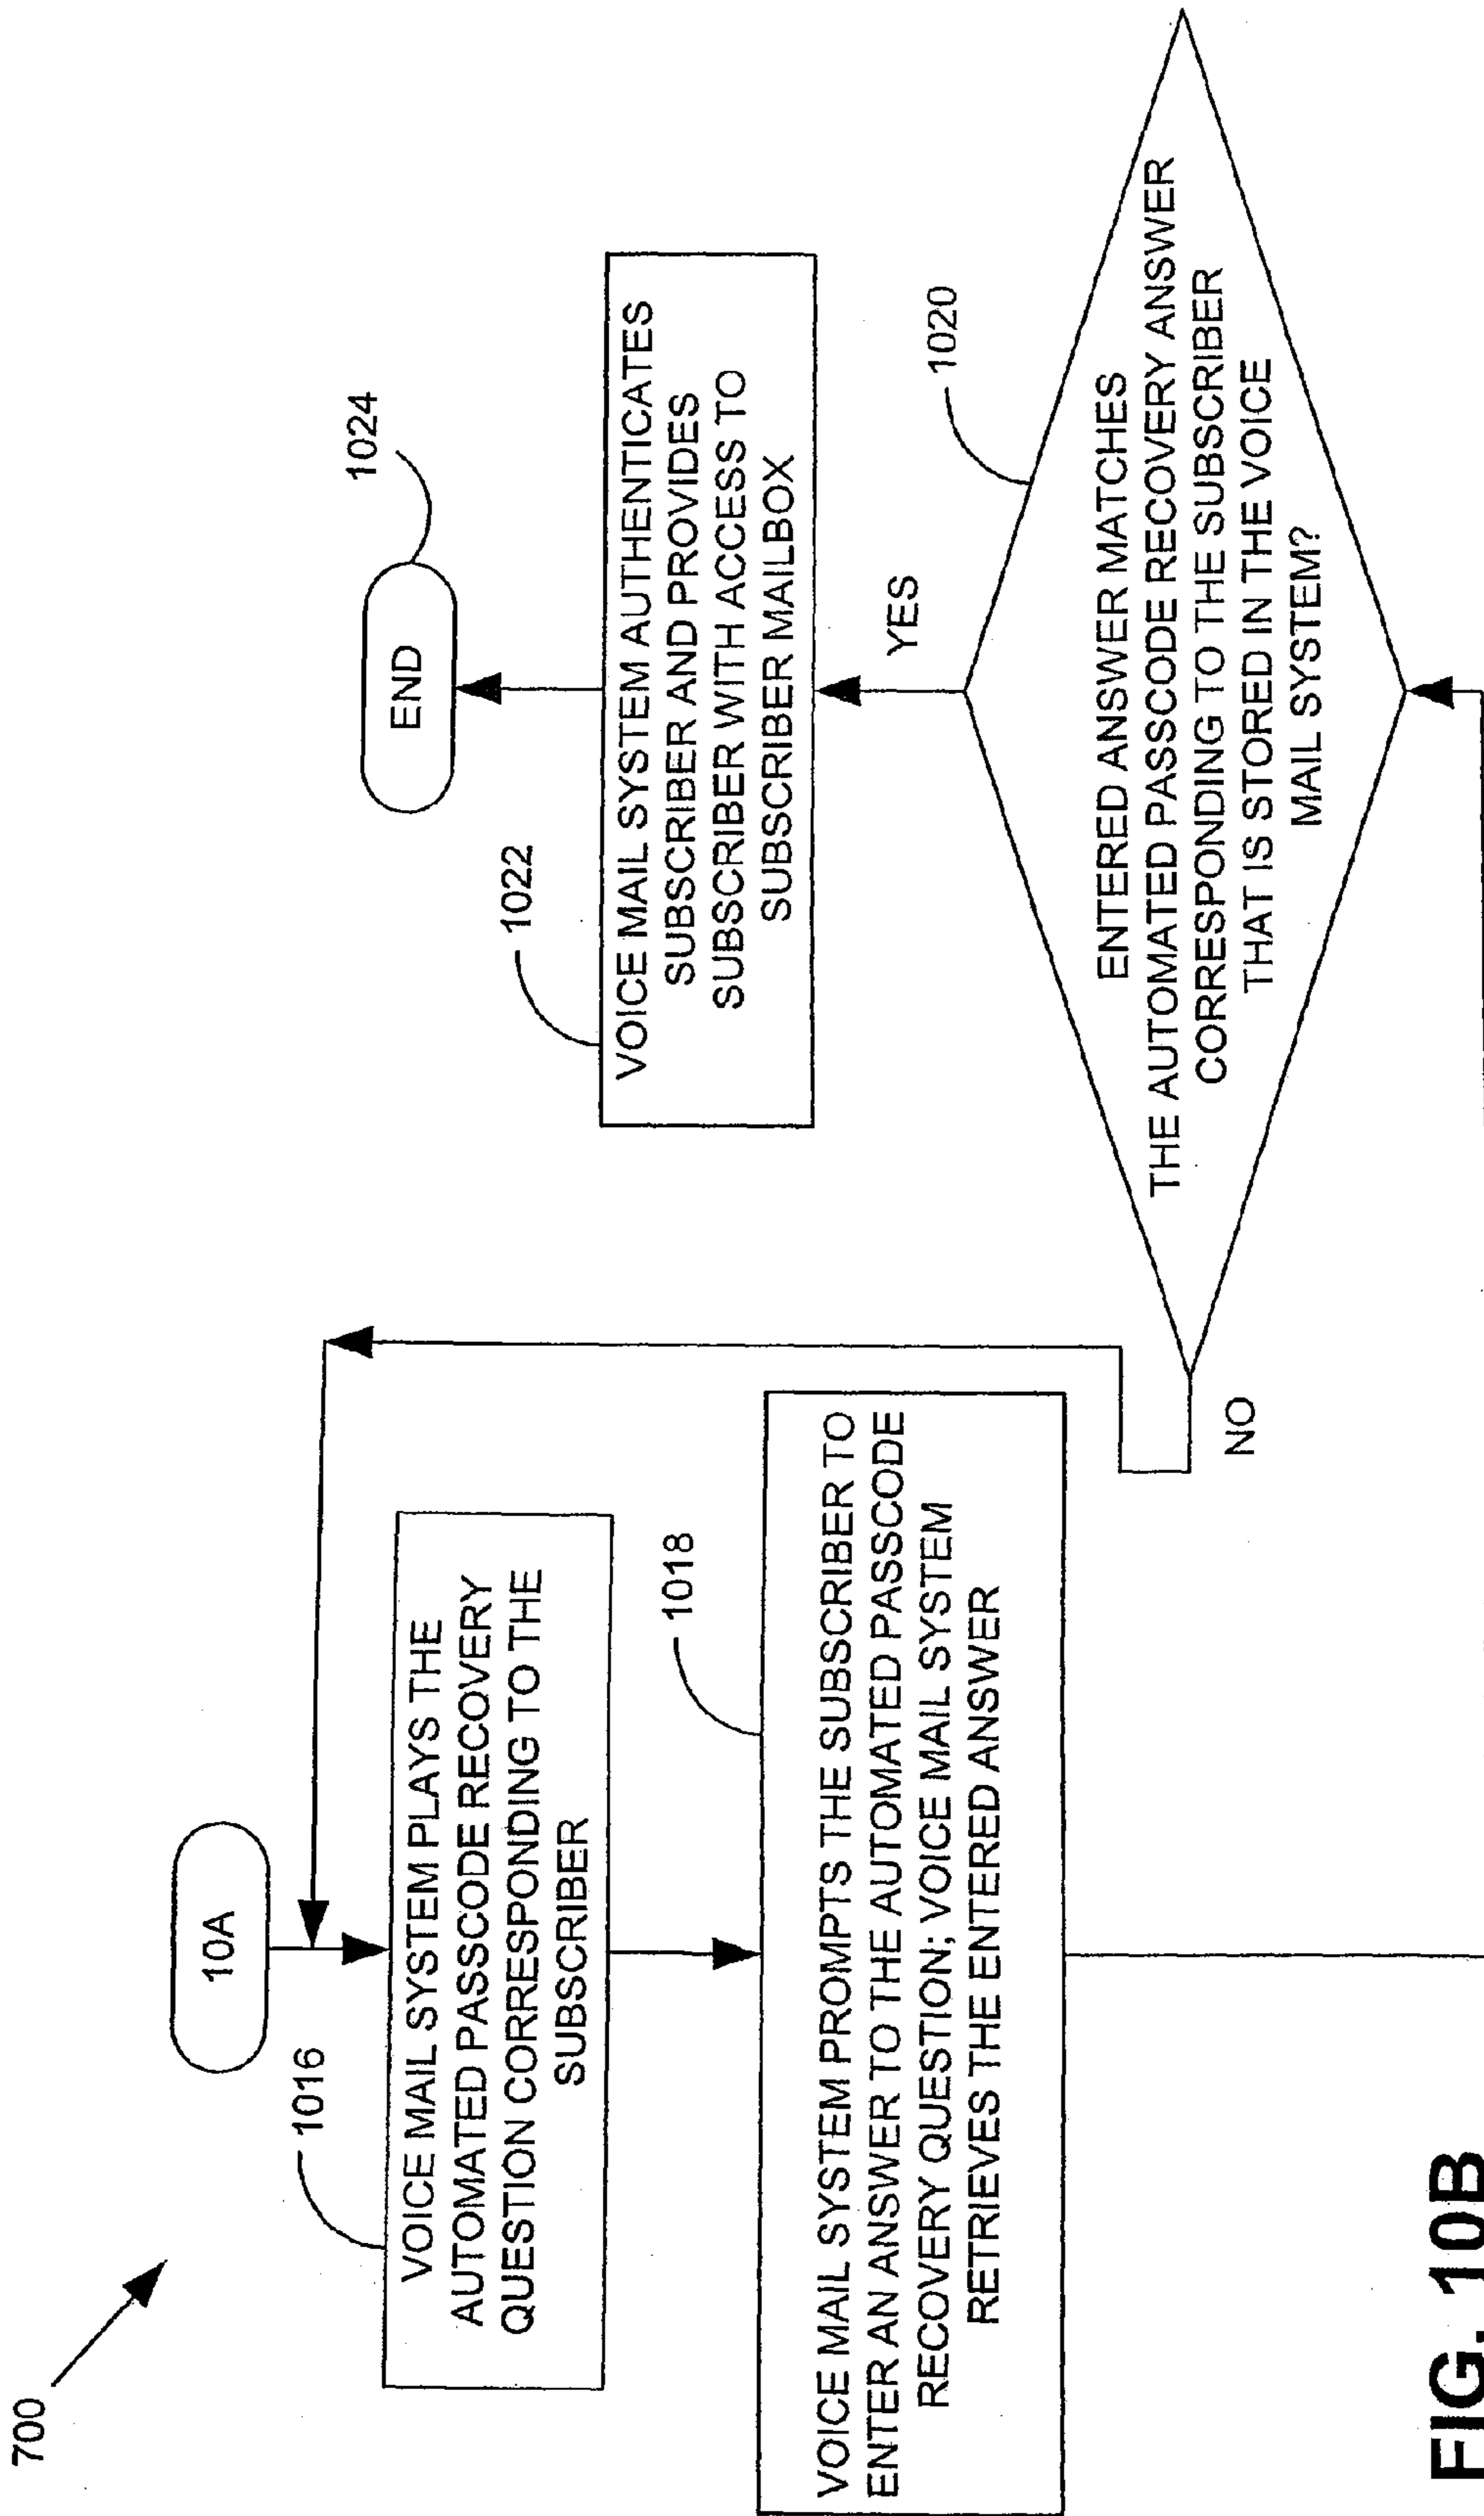 700
10A
1016
VOICE MAIL SYSTEM PLAYS THE
AUTOMATED PASSCODE RECOVERY
QUESTION CORRESPONDING TO THE
SUBSCRIBER
1018
VOICE MAIL SYSTEM PROMPTS THE SUBSCRIBER TO
ENTER AN ANSWER TO THE AUTOMATED PASSCODE
RECOVERY QUESTION; VOICE MAIL SYSTEM
RETRIEVES THE ENTERED ANSWER
1024
END
1022
VOICE MAIL SYSTEM AUTHENTICATES
SUBSCRIBER AND PROVIDES
SUBSCRIBER WITH ACCESS TO
SUBSCRIBER MAILBOX
YES
1020
ENTERED ANSWER MATCHES
THE AUTOMATED PASSCODE RECOVERY ANSWER
CORRESPONDING TO THE SUBSCRIBER
THAT IS STORED IN THE VOICE
MAIL SYSTEM?
NO
FIG. 10B